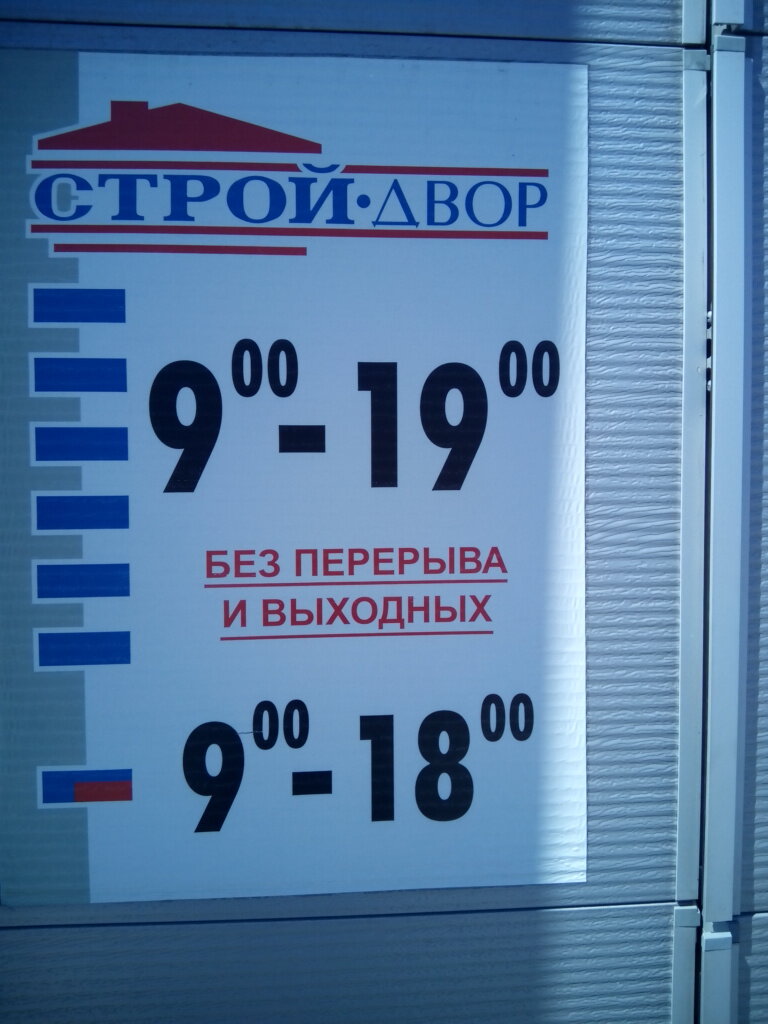 СТРОЙ·ДВОР
9⁰⁰-19⁰⁰
БЕЗ ПЕРЕРЫВА
И ВЫХОДНЫХ
9⁰⁰-18⁰⁰